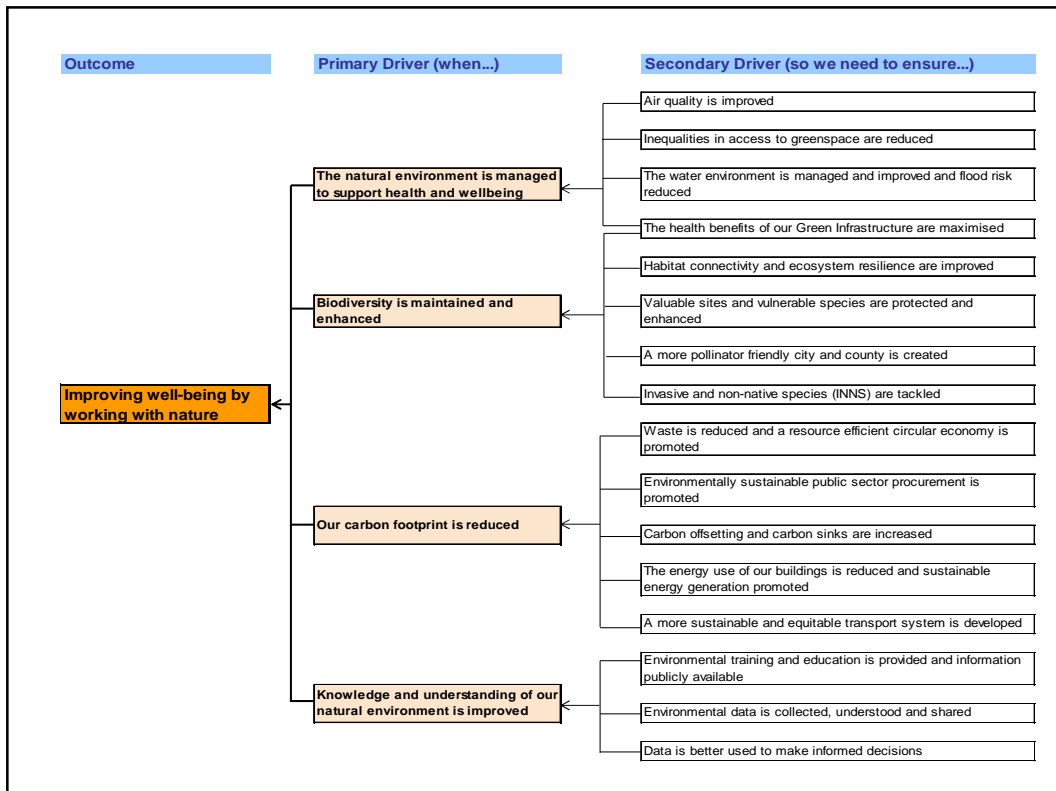 Outcome
Primary Driver (when...)
Secondary Driver (so we need to ensure...)
Improving well-being by
working with nature
The natural environment is managed
to support health and wellbeing
Biodiversity is maintained and
enhanced
Our carbon footprint is reduced
Knowledge and understanding of our
natural environment is improved
Air quality is improved
Inequalities in access to greenspace are reduced
The water environment is managed and improved and flood risk
reduced
The health benefits of our Green Infrastructure are maximised
Habitat connectivity and ecosystem resilience are improved
Valuable sites and vulnerable species are protected and
enhanced
A more pollinator friendly city and county is created
Invasive and non-native species (INNS) are tackled
Waste is reduced and a resource efficient circular economy is
promoted
Environmentally sustainable public sector procurement is
promoted
Carbon offsetting and carbon sinks are increased
The energy use of our buildings is reduced and sustainable
energy generation promoted
A more sustainable and equitable transport system is developed
Environmental training and education is provided and information
publicly available
Environmental data is collected, understood and shared
Data is better used to make informed decisions